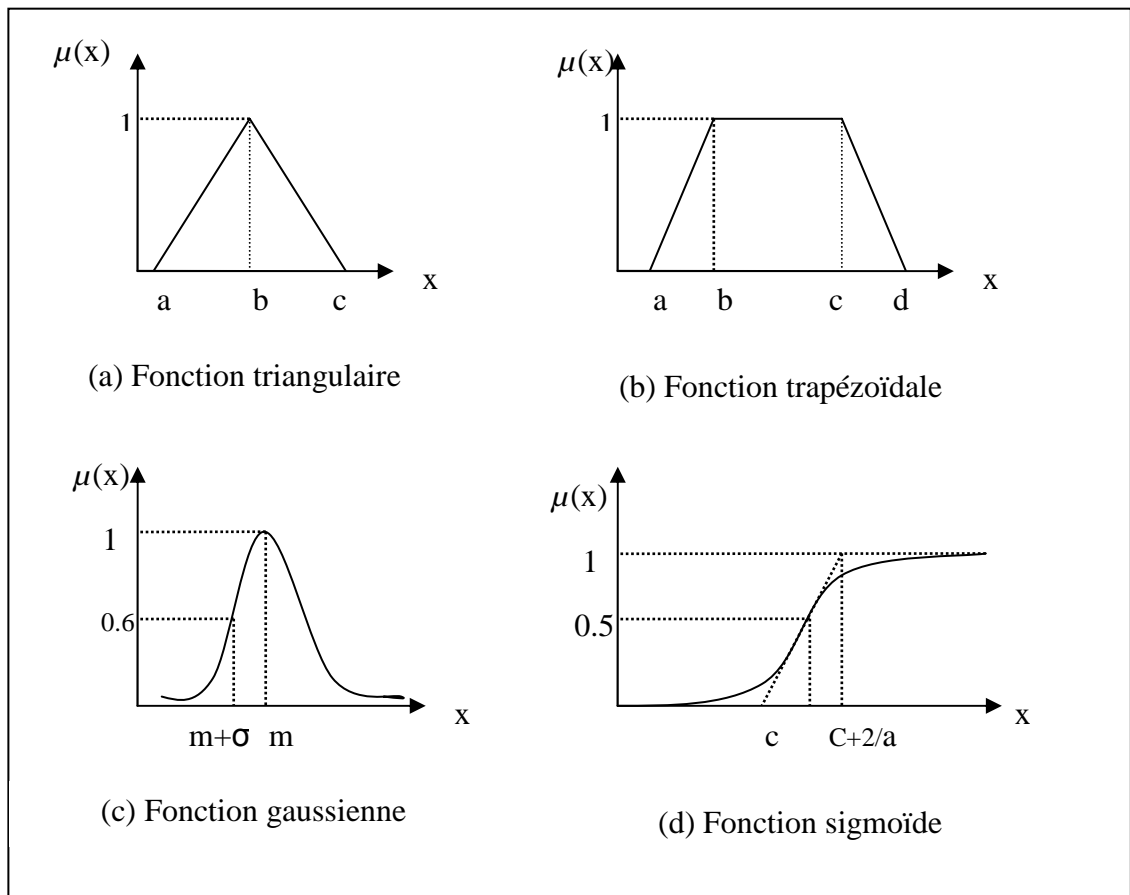 μ(x)
1
a b c
x
(a) Fonction triangulaire
μ(x)
1
a b c d
x
(b) Fonction trapézoïdale
μ(x)
1
0.6
m+σ m
x
(c) Fonction gaussienne
μ(x)
1
0.5
c C+2/a
x
(d) Fonction sigmoïde